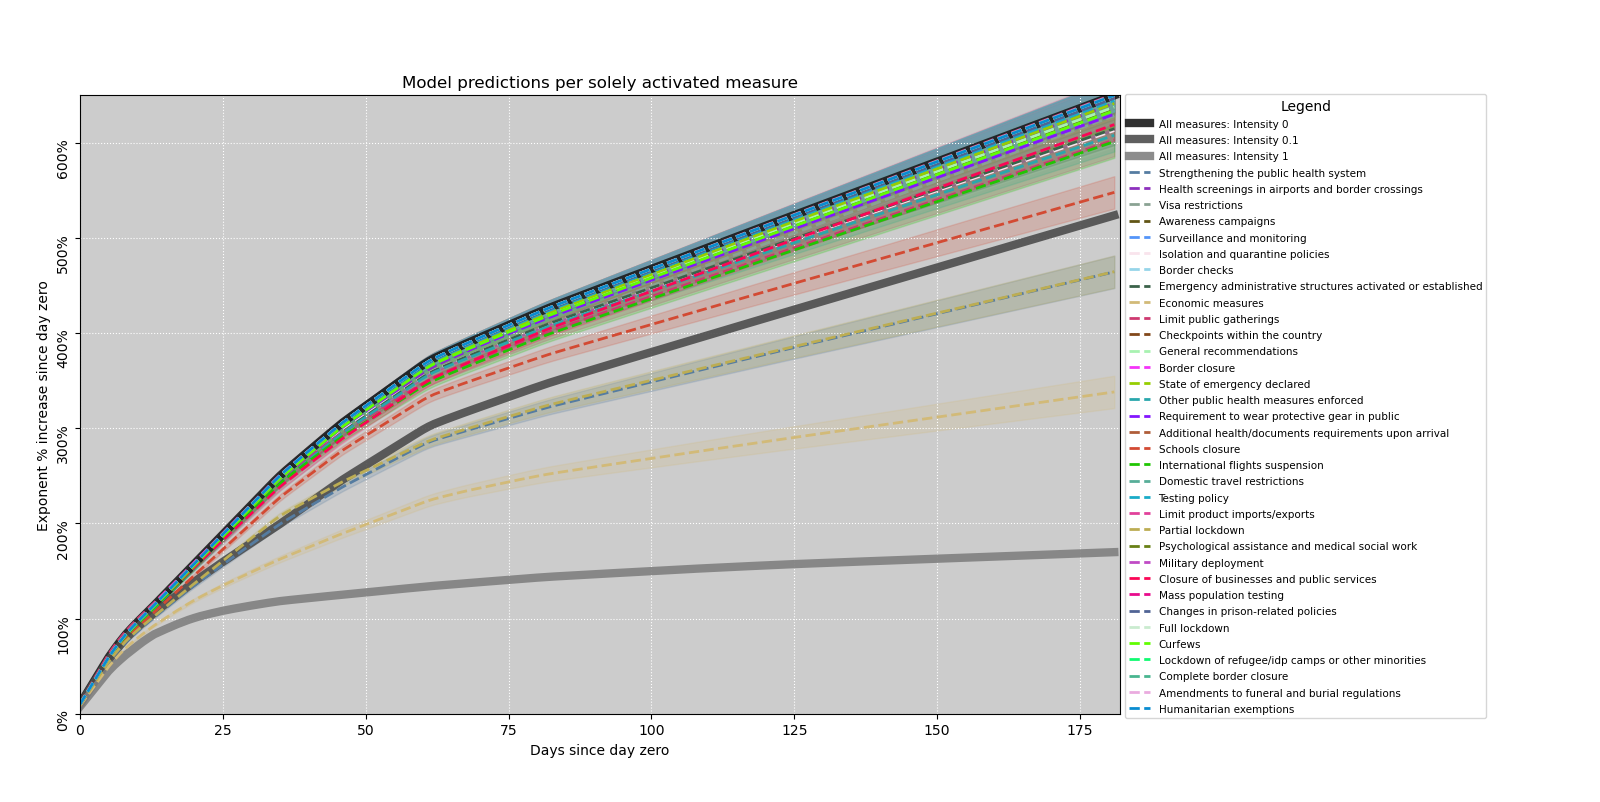 Model predictions per solely activated measure
Exponent % increase since day zero
600%
500%
400%
300%
200%
100%
0%
0 25 50 75 100 125 150 175
Days since day zero
Legend
All measures: Intensity 0
All measures: Intensity 0.1
All measures: Intensity 1
Strengthening the public health system
Health screenings in airports and border crossings
Visa restrictions
Awareness campaigns
Surveillance and monitoring
Isolation and quarantine policies
Border checks
Emergency administrative structures activated or established
Economic measures
Limit public gatherings
Checkpoints within the country
General recommendations
Border closure
State of emergency declared
Other public health measures enforced
Requirement to wear protective gear in public
Additional health/documents requirements upon arrival
Schools closure
International flights suspension
Domestic travel restrictions
Testing policy
Limit product imports/exports
Partial lockdown
Psychological assistance and medical social work
Military deployment
Closure of businesses and public services
Mass population testing
Changes in prison-related policies
Full lockdown
Curfews
Lockdown of refugee/idp camps or other minorities
Complete border closure
Amendments to funeral and burial regulations
Humanitarian exemptions